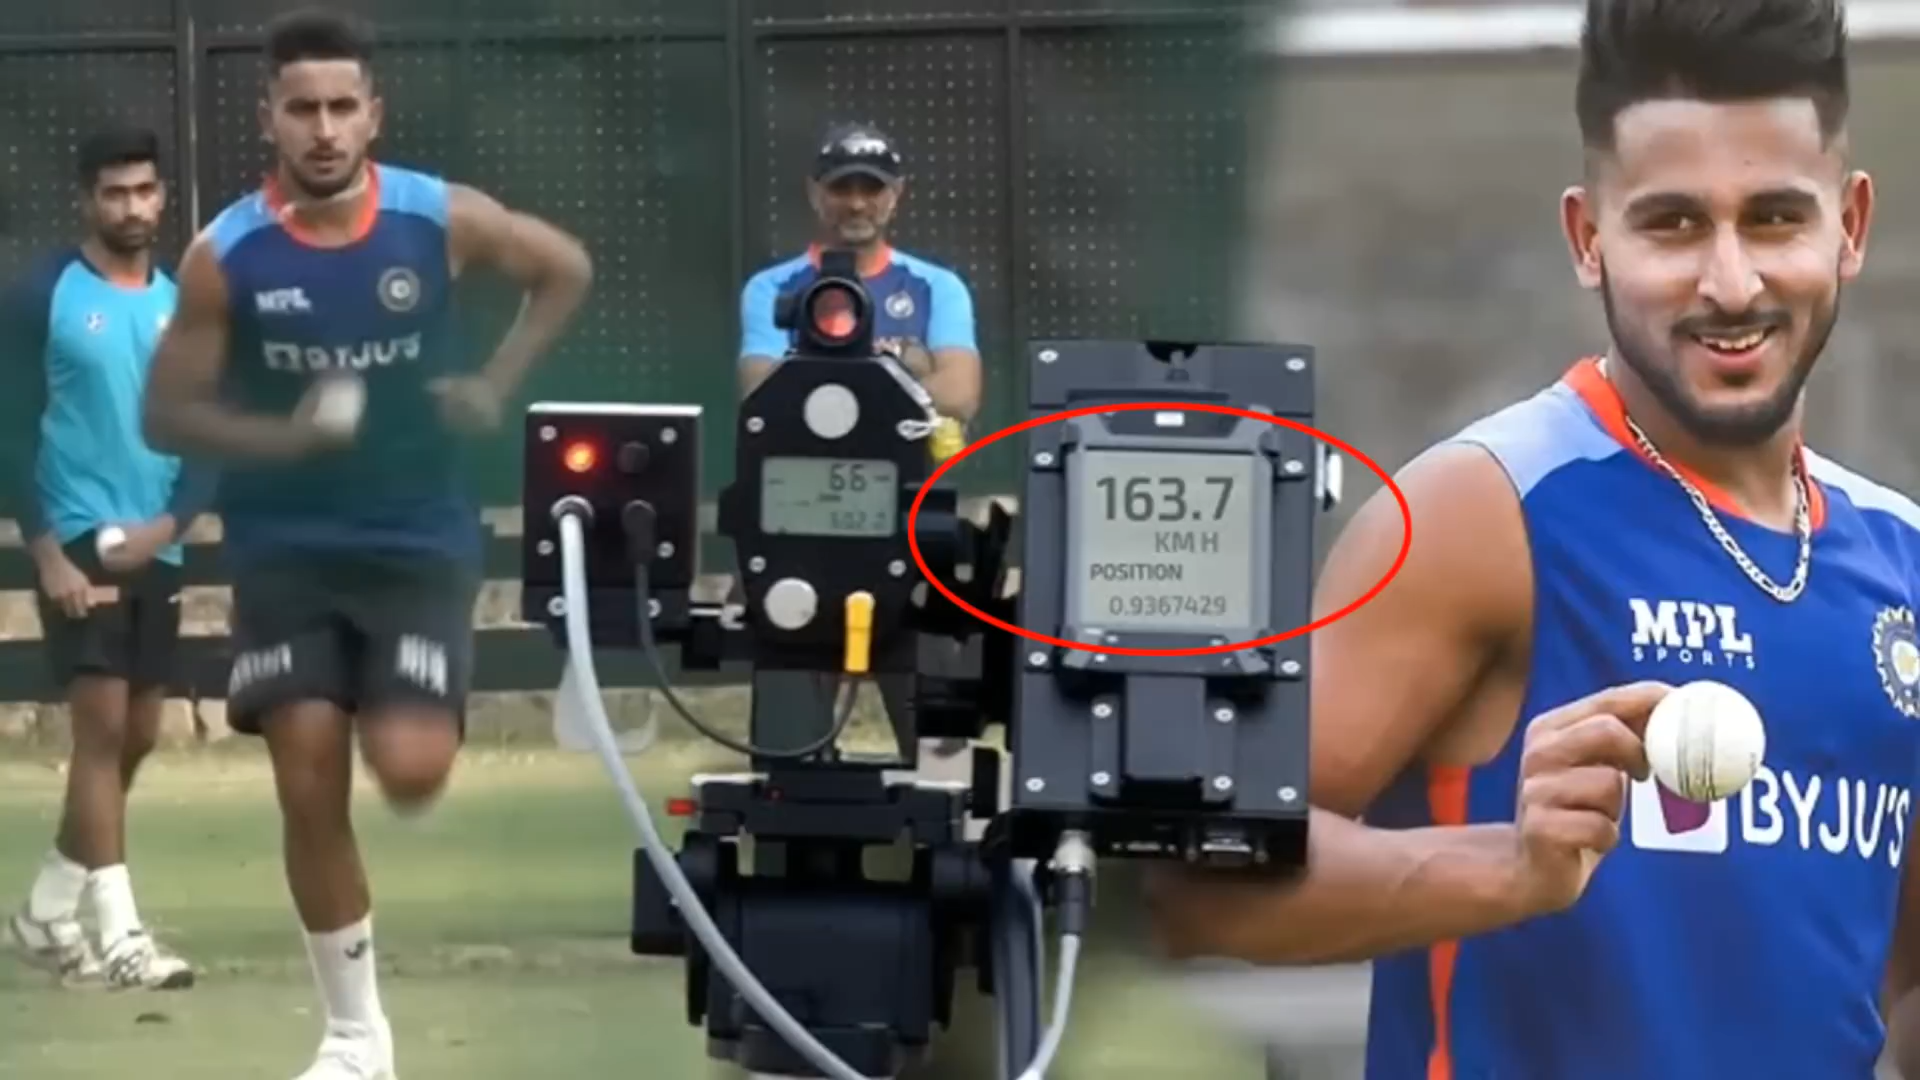 MPL
BYJU'S
66
163.7
KM H
POSITION
0.9367429
MPL
SPORTS
BYJU'S